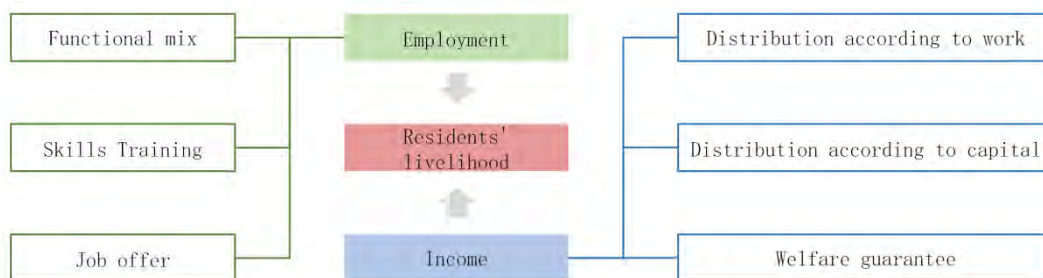 Functional mix
Employment
Distribution according to work
Skills Training
Residents'
livelihood
Distribution according to capital
Job offer
Income
Welfare guarantee